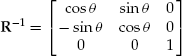 R⁻¹ = [ cos θ sin θ 0
− sin θ cos θ 0
0 0 1 ]